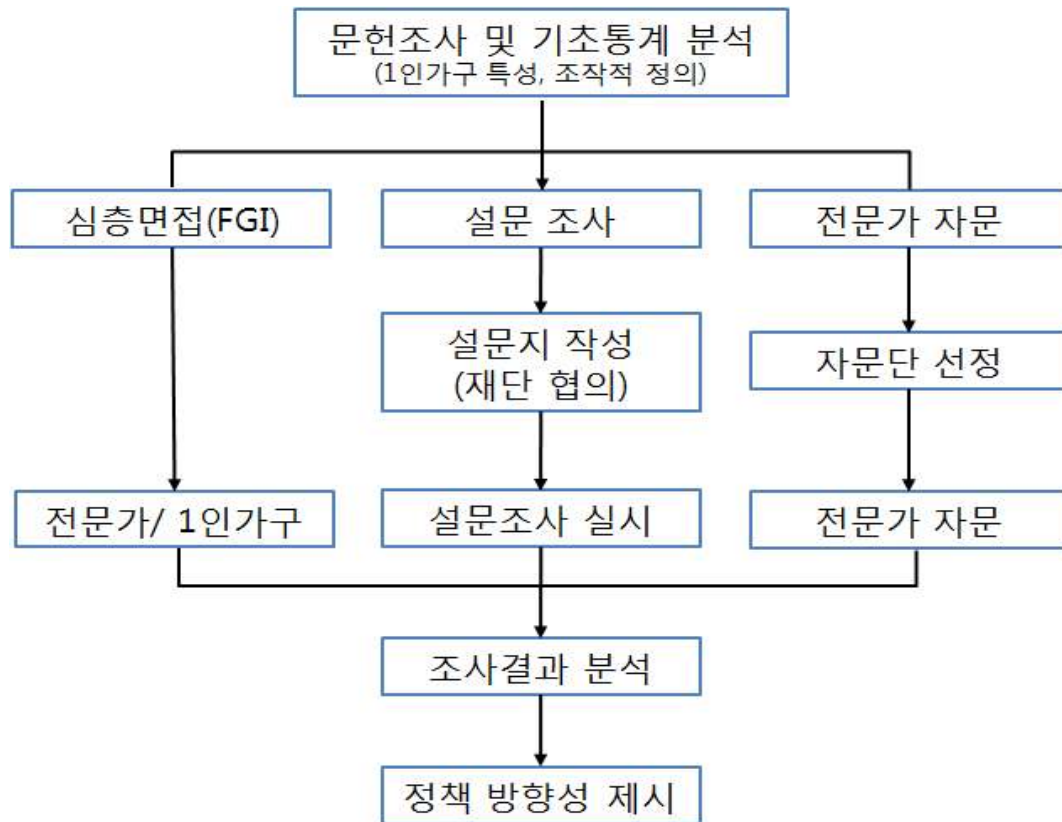 문헌조사 및 기초통계 분석
(1인가구 특성, 조작적 정의)
심층면접(FGI)
설문 조사
전문가 자문
설문지 작성
(재단 협의)
자문단 선정
전문가/ 1인가구
설문조사 실시
전문가 자문
조사결과 분석
정책 방향성 제시